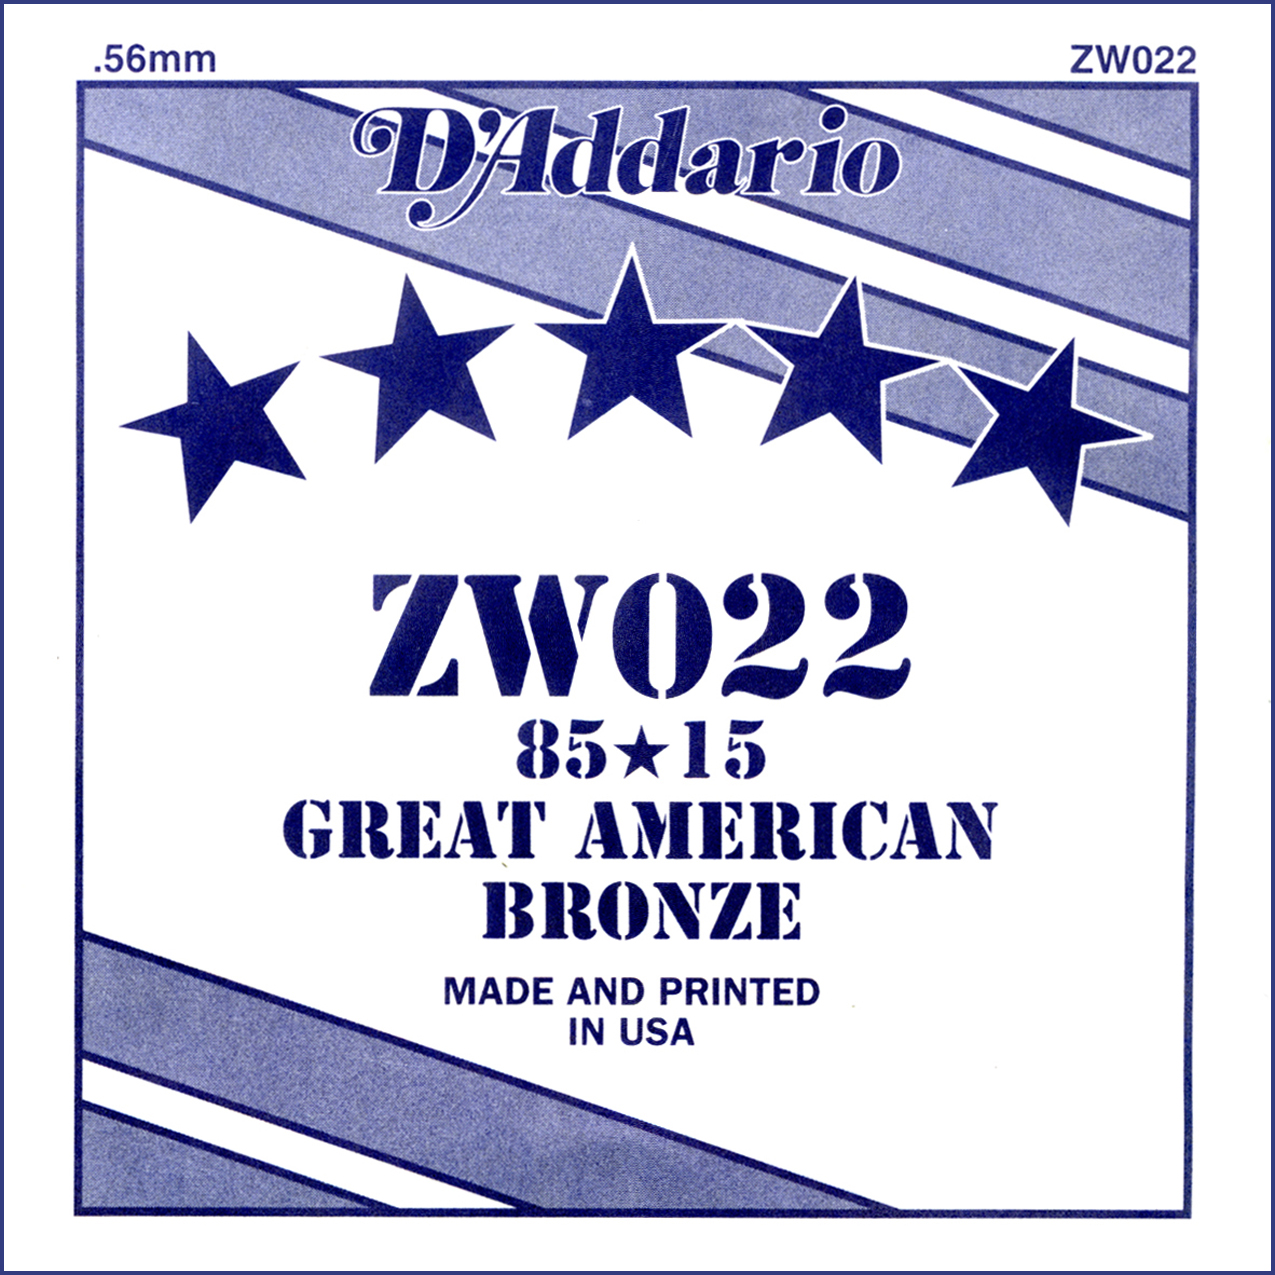 .56mm ZW022
D'Addario
ZW022
85★15
GREAT AMERICAN
BRONZE
MADE AND PRINTED
IN USA